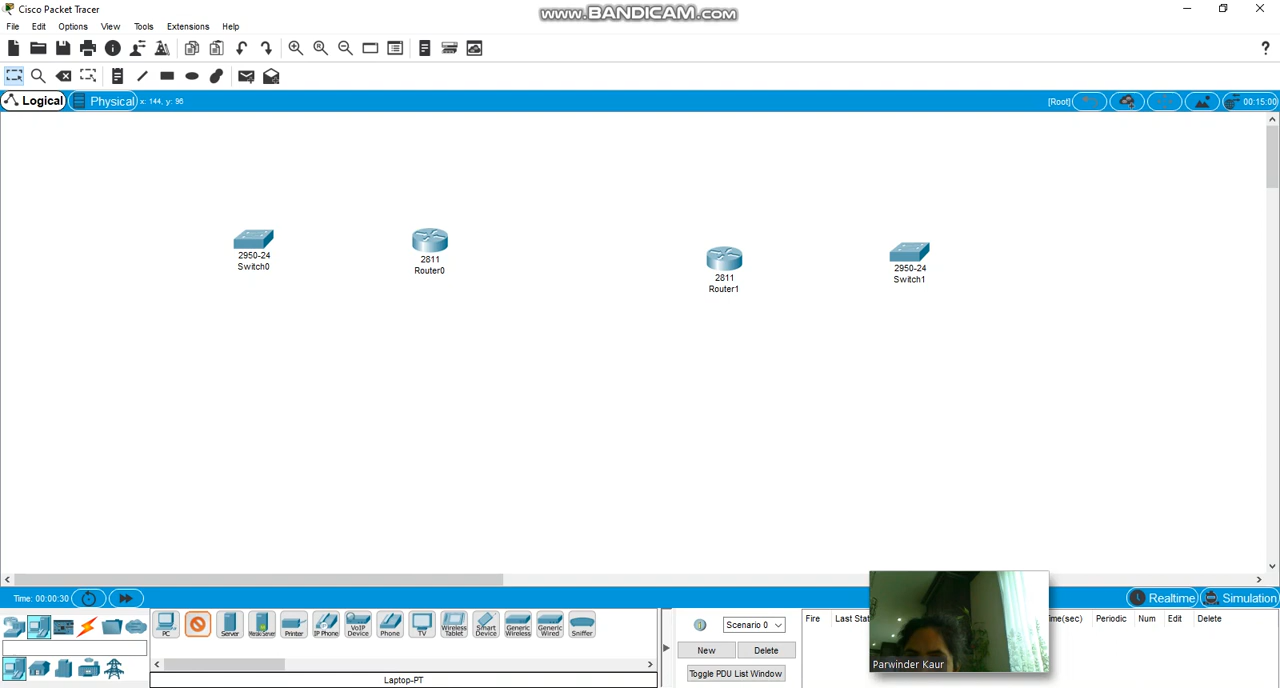 Cisco Packet Tracer
www.BANDICAM.com
File Edit Options View Tools Extensions Help
?
Logical Physical x: 144, y: 96 [Root] 00:15:00
2950-24
Switch0
2811
Router0
2811
Router1
2950-24
Switch1
Time: 00:00:30 Realtime Simulation
PC Server Printer IP Phone VoIP Device Phone TV Wireless Tablet Smart Device Generic Wireless Generic Wired Sniffer
Scenario 0
New Delete
Toggle PDU List Window
Fire Last Stat me(sec) Periodic Num Edit Delete
Laptop-PT
Parwinder Kaur